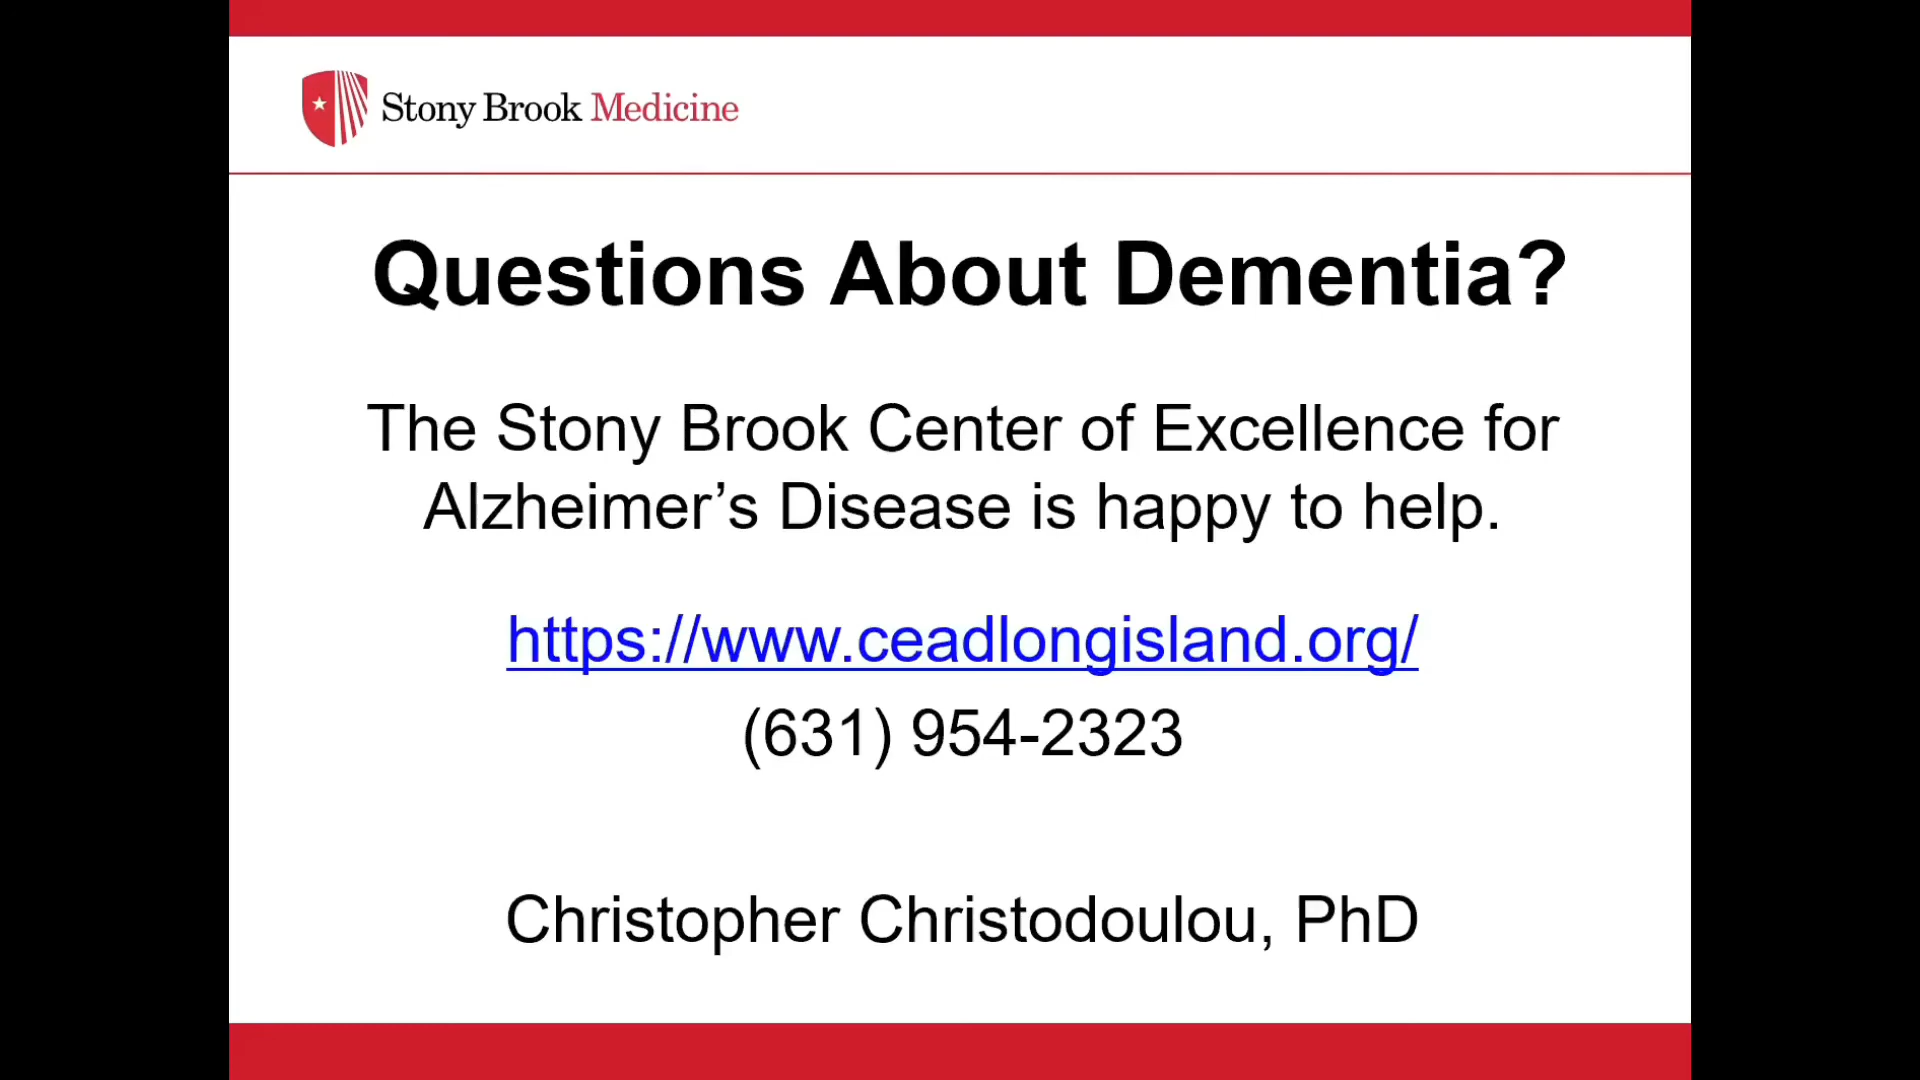 Stony Brook Medicine
Questions About Dementia?
The Stony Brook Center of Excellence for
Alzheimer’s Disease is happy to help.
https://www.ceadlongisland.org/
(631) 954-2323
Christopher Christodoulou, PhD